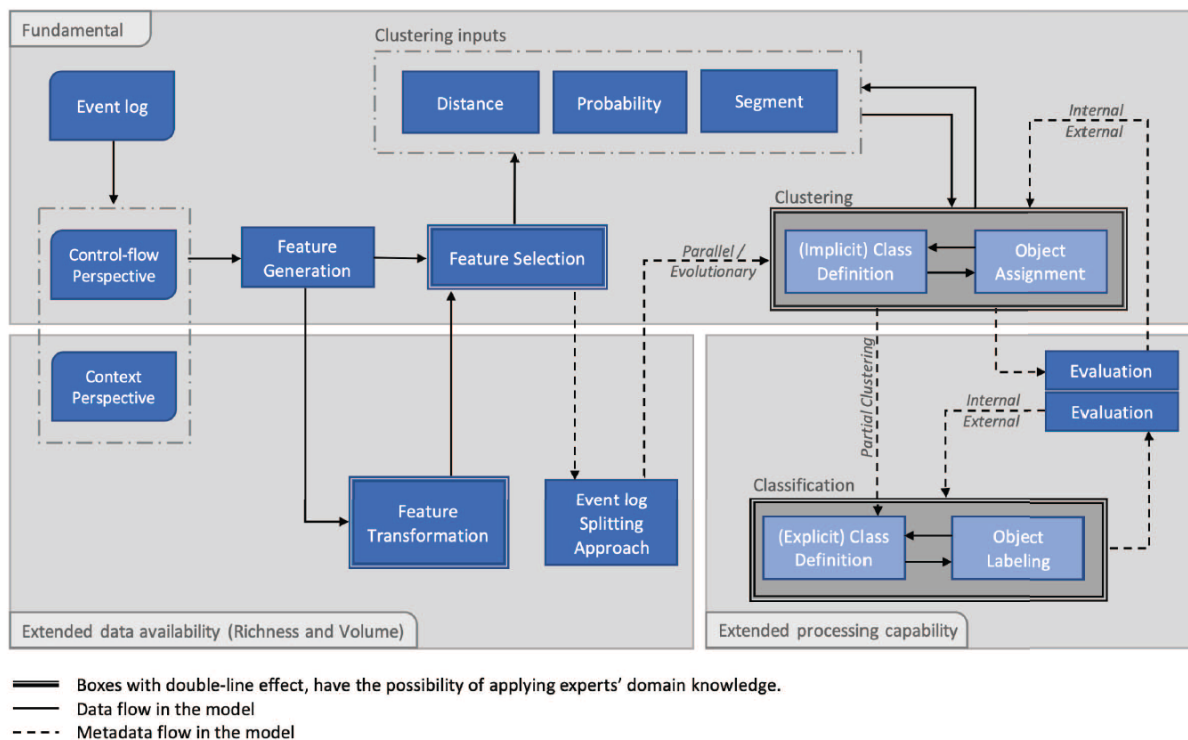 Fundamental
Clustering inputs
Event log
Distance
Probability
Segment
Internal
External
Clustering
Control-flow
Perspective
Feature
Generation
Feature Selection
Parallel /
Evolutionary
(Implicit) Class
Definition
Object
Assignment
Context
Perspective
Partial Clustering
Evaluation
Evaluation
Internal
External
Feature
Transformation
Event log
Splitting
Approach
Classification
(Explicit) Class
Definition
Object
Labeling
Extended data availability (Richness and Volume)
Extended processing capability
Boxes with double-line effect, have the possibility of applying experts' domain knowledge.
Data flow in the model
Metadata flow in the model